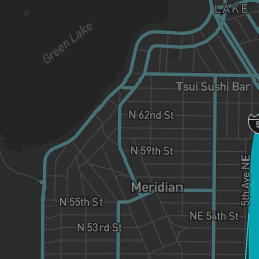 LAKE
Green Lake
Tsui Sushi Bar
N 62nd St
5
N 59th St
Meridian
5th Ave NE
N 55th St
NE 54th St
N 53rd St